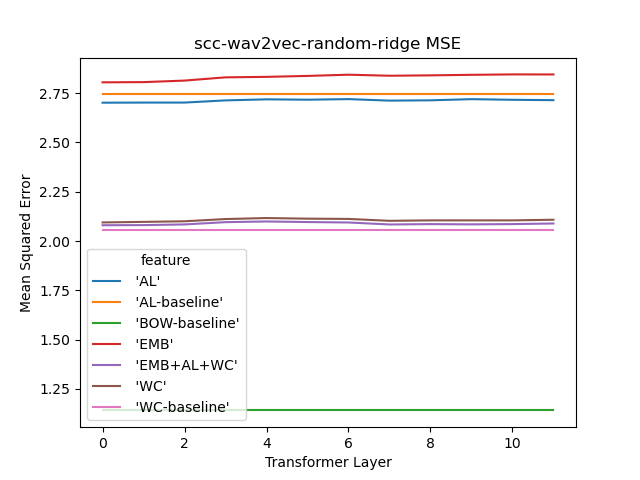 scc-wav2vec-random-ridge MSE
Mean Squared Error
2.75
2.50
2.25
2.00
1.75
1.50
1.25
feature
'AL'
'AL-baseline'
'BOW-baseline'
'EMB'
'EMB+AL+WC'
'WC'
'WC-baseline'
0 2 4 6 8 10
Transformer Layer